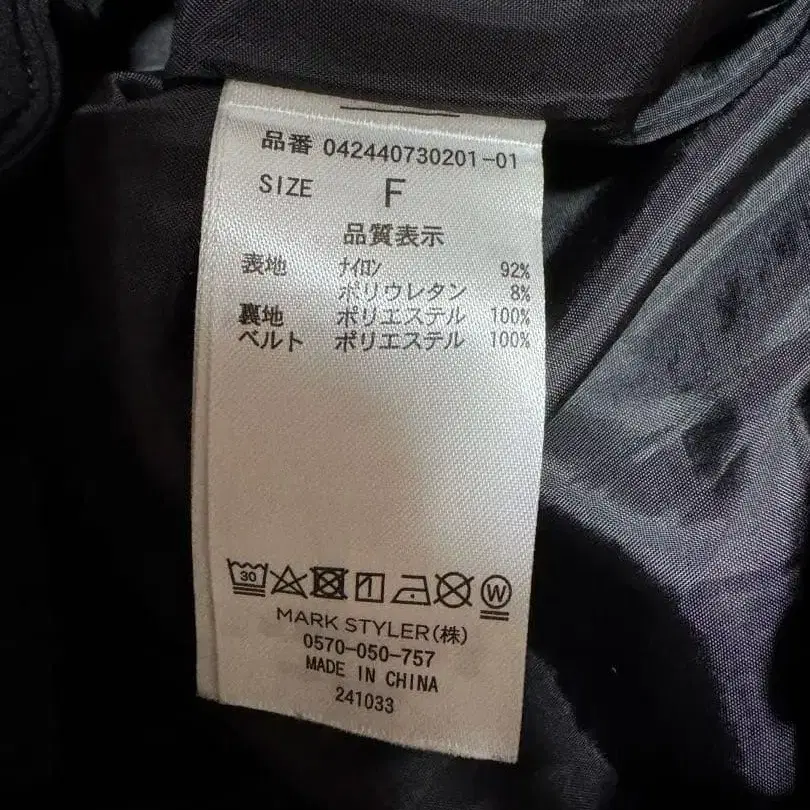 品番 042440730201-01
SIZE F
品質表示
表地 ナイロン 92%
ポリウレタン 8%
裏地 ポリエステル 100%
ベルト ポリエステル 100%
30
W
MARK STYLER(株)
0570-050-757
MADE IN CHINA
241033